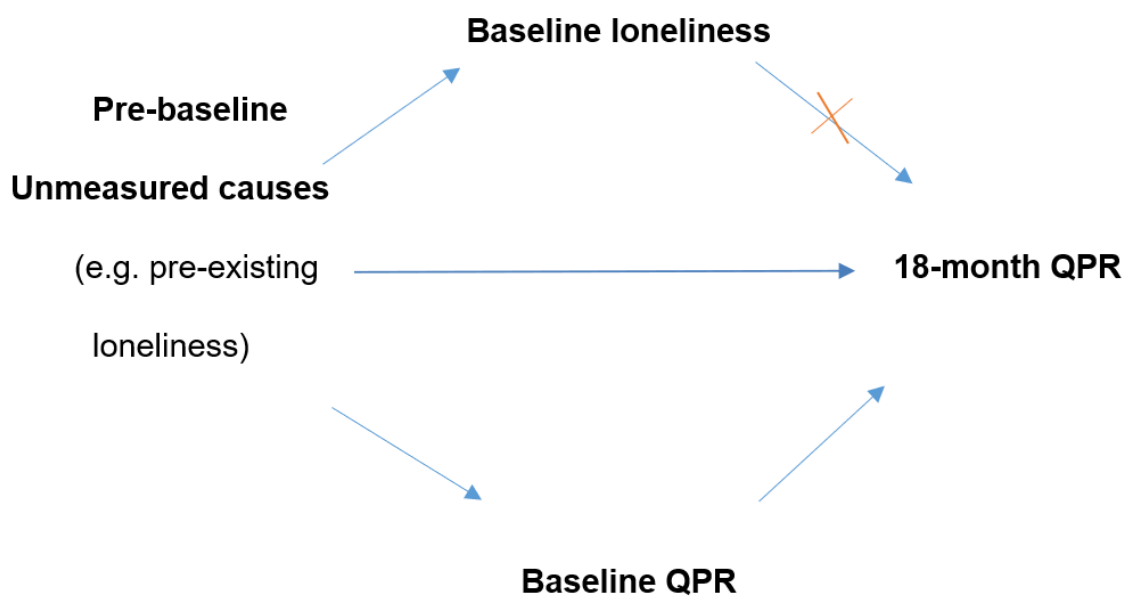 Baseline loneliness
Pre-baseline
Unmeasured causes
(e.g. pre-existing
loneliness)
18-month QPR
Baseline QPR